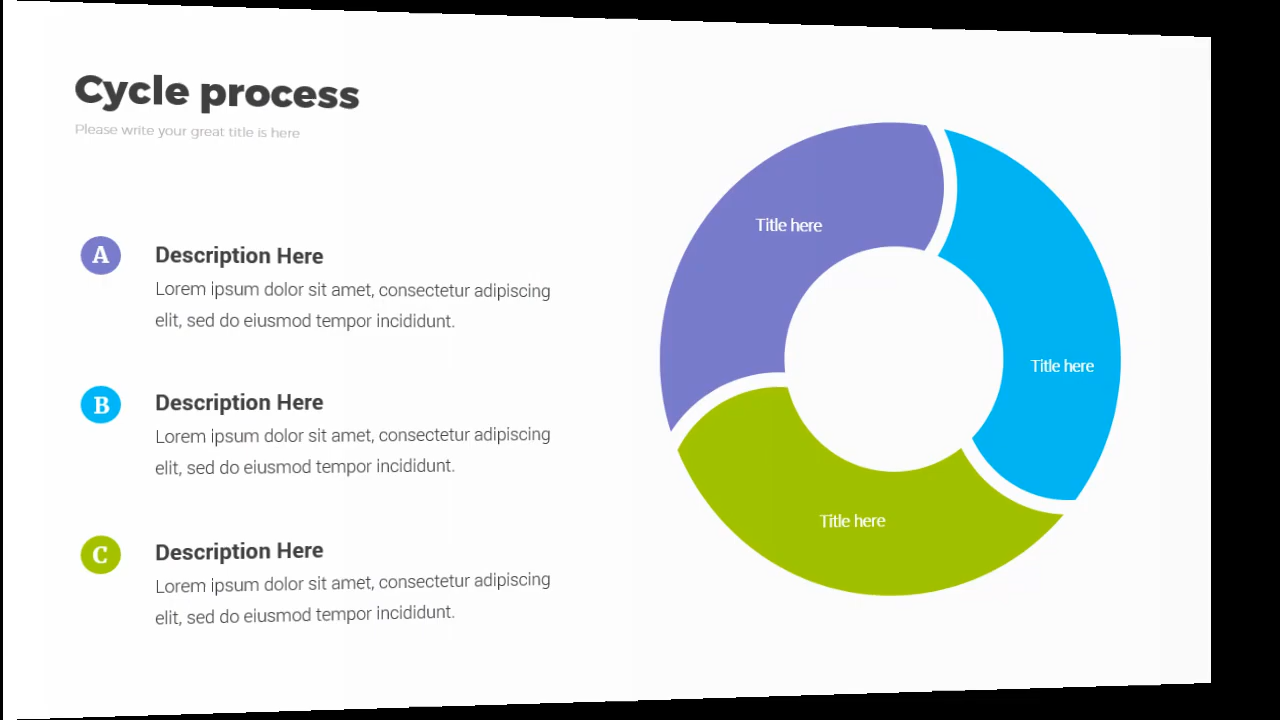 Cycle process
Please write your great title is here
A
Description Here
Lorem ipsum dolor sit amet, consectetur adipiscing
elit, sed do eiusmod tempor incididunt.
B
Description Here
Lorem ipsum dolor sit amet, consectetur adipiscing
elit, sed do eiusmod tempor incididunt.
C
Description Here
Lorem ipsum dolor sit amet, consectetur adipiscing
elit, sed do eiusmod tempor incididunt.
Title here
Title here
Title here